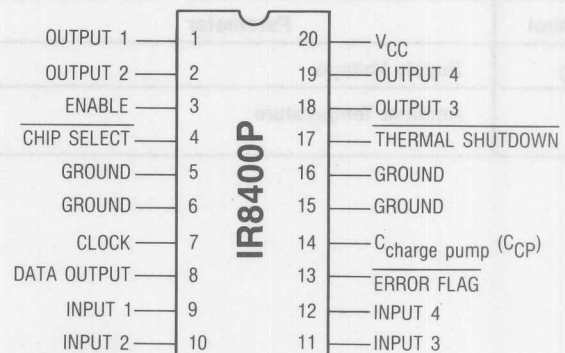 OUTPUT 1 1 20 VCC
OUTPUT 2 2 19 OUTPUT 4
ENABLE 3 18 OUTPUT 3
CHIP SELECT 4 17 THERMAL SHUTDOWN
GROUND 5 16 GROUND
GROUND 6 15 GROUND
CLOCK 7 14 Ccharge pump (CCP)
DATA OUTPUT 8 13 ERROR FLAG
INPUT 1 9 12 INPUT 4
INPUT 2 10 11 INPUT 3
IR8400P